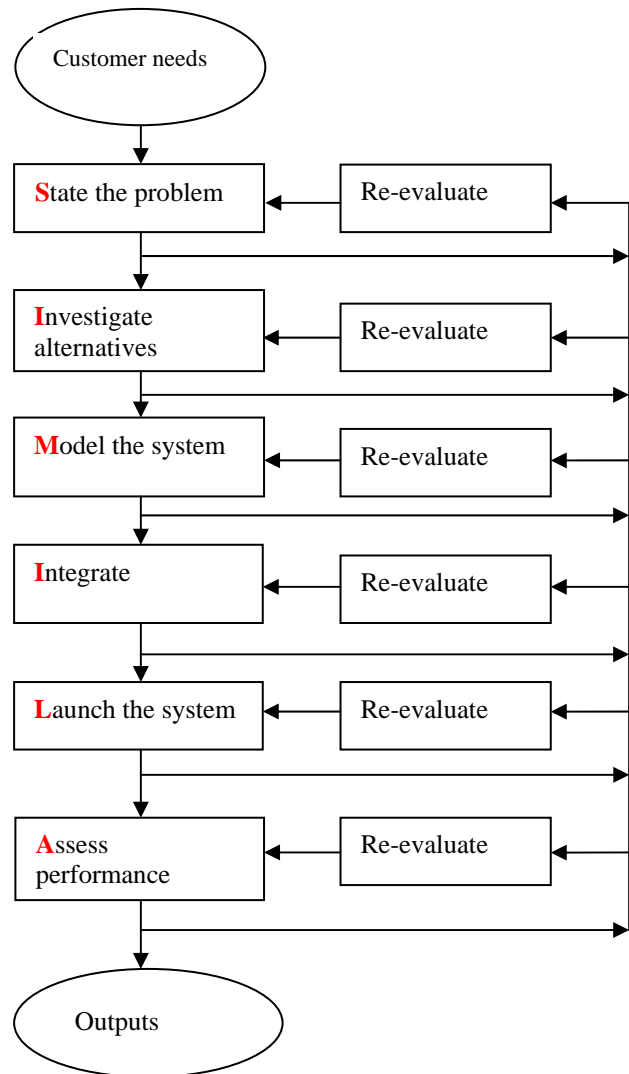 Customer needs
State the problem
Re-evaluate
Investigate
alternatives
Re-evaluate
Model the system
Re-evaluate
Integrate
Re-evaluate
Launch the system
Re-evaluate
Assess
performance
Re-evaluate
Outputs